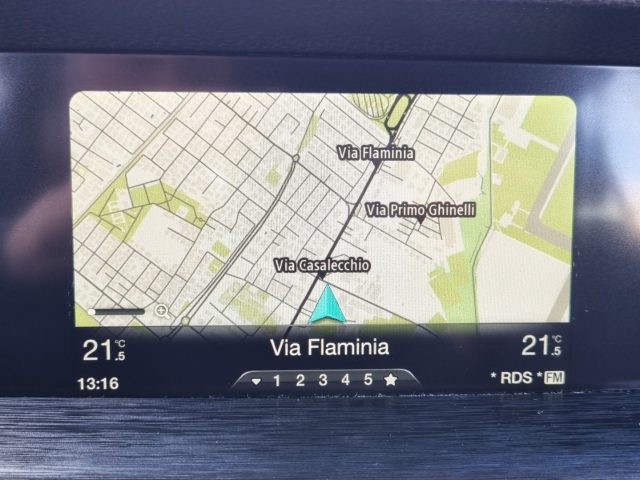 Via Flaminia
Via Primo Ghinelli
Via Casalecchio
21.5°C
Via Flaminia
21.5°C
13:16
1 2 3 4 5
* RDS * FM